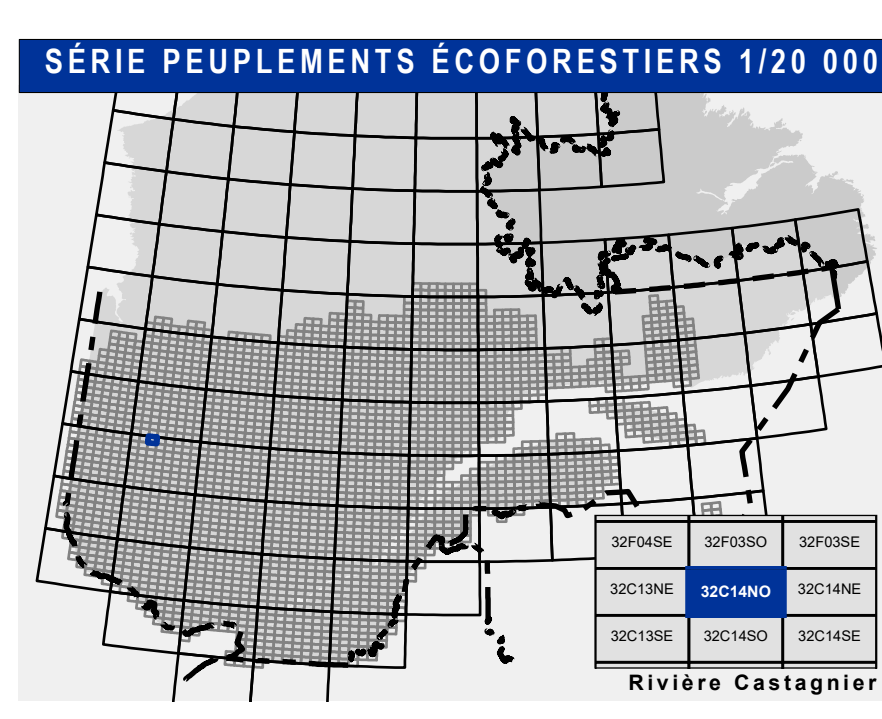 SÉRIE PEUPLEMENTS ÉCOFORESTIERS 1/20 000
32F04SE 32F03SO 32F03SE
32C13NE 32C14NO 32C14NE
32C13SE 32C14SO 32C14SE
Rivière Castagnier